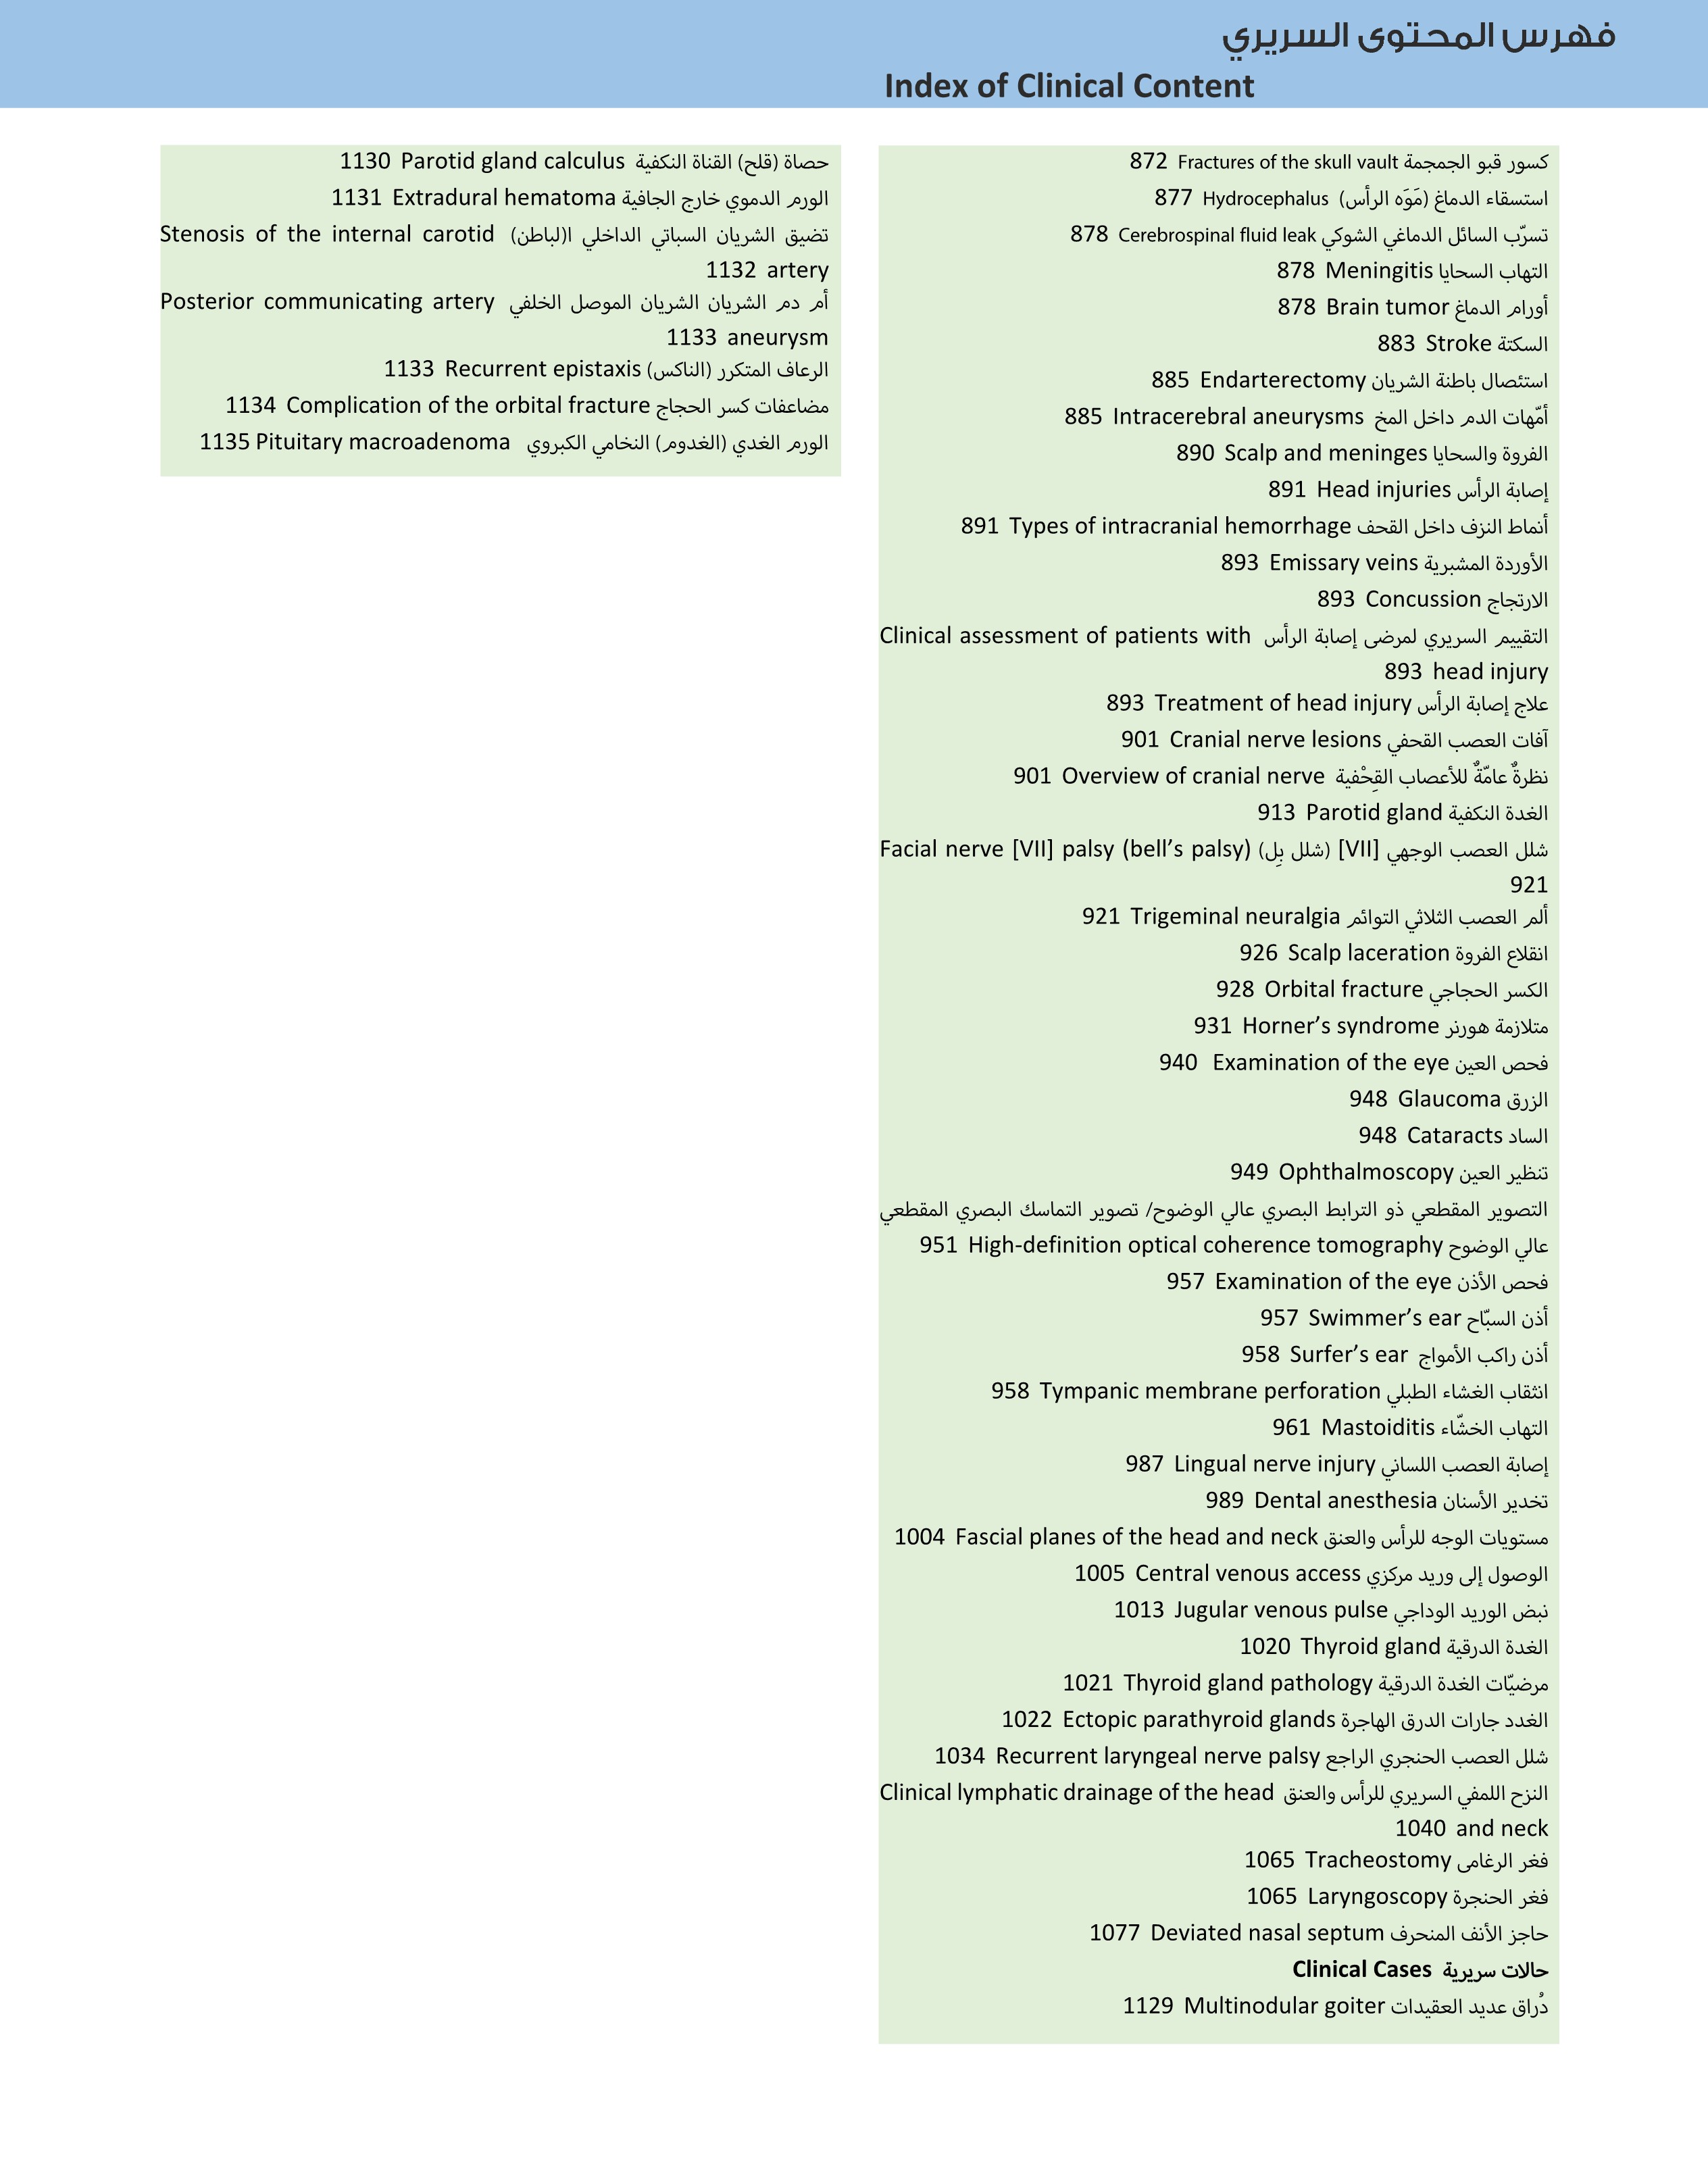 فهرس المحتوى السريري
Index of Clinical Content
كسور قبو الجمجمة Fractures of the skull vault 872
استسقاء الدماغ (مَوَه الرأس) Hydrocephalus 877
تسرّب السائل الدماغي الشوكي Cerebrospinal fluid leak 878
التهاب السحايا Meningitis 878
أورام الدماغ Brain tumor 878
السكتة Stroke 883
استئصال باطنة الشريان Endarterectomy 885
أمّهات الدم داخل المخ Intracerebral aneurysms 885
الفروة والسحايا Scalp and meninges 890
إصابة الرأس Head injuries 891
أنماط النزف داخل القحف Types of intracranial hemorrhage 891
الأوردة المشبرية Emissary veins 893
الارتجاج Concussion 893
التقييم السريري لمرضى إصابة الرأس Clinical assessment of patients with
head injury 893
علاج إصابة الرأس Treatment of head injury 893
آفات العصب القحفي Cranial nerve lesions 901
نظرةٌ عامّةٌ للأعصاب القِحْفية Overview of cranial nerve 901
الغدة النكفية Parotid gland 913
شلل العصب الوجهي [VII] (شلل بِل) Facial nerve [VII] palsy (bell’s palsy)
921
ألم العصب الثلاثي التوائم Trigeminal neuralgia 921
انقلاع الفروة Scalp laceration 926
الكسر الحجاجي Orbital fracture 928
متلازمة هورنر Horner’s syndrome 931
فحص العين Examination of the eye 940
الزرق Glaucoma 948
الساد Cataracts 948
تنظير العين Ophthalmoscopy 949
التصوير المقطعي ذو الترابط البصري عالي الوضوح/ تصوير التماسك البصري المقطعي
عالي الوضوح High-definition optical coherence tomography 951
فحص الأذن Examination of the eye 957
أذن السبّاح Swimmer’s ear 957
أذن راكب الأمواج Surfer’s ear 958
انثقاب الغشاء الطبلي Tympanic membrane perforation 958
التهاب الخشّاء Mastoiditis 961
إصابة العصب اللساني Lingual nerve injury 987
تخدير الأسنان Dental anesthesia 989
مستويات الوجه للرأس والعنق Fascial planes of the head and neck 1004
الوصول إلى وريد مركزي Central venous access 1005
نبض الوريد الوداجي Jugular venous pulse 1013
الغدة الدرقية Thyroid gland 1020
مرضيّات الغدة الدرقية Thyroid gland pathology 1021
الغدد جارات الدرق الهاجرة Ectopic parathyroid glands 1022
شلل العصب الحنجري الراجع Recurrent laryngeal nerve palsy 1034
النزح اللمفي السريري للرأس والعنق Clinical lymphatic drainage of the head
and neck 1040
فغر الرغامى Tracheostomy 1065
فغر الحنجرة Laryngoscopy 1065
حاجز الأنف المنحرف Deviated nasal septum 1077
حالات سريرية Clinical Cases
دُراق عديد العقيدات Multinodular goiter 1129
حصاة (قلح) القناة النكفية Parotid gland calculus 1130
الورم الدموي خارج الجافية Extradural hematoma 1131
تضيق الشريان السباتي الداخلي ا(لباطن) Stenosis of the internal carotid
artery 1132
أم دم الشريان الشريان الموصل الخلفي Posterior communicating artery
aneurysm 1133
الرعاف المتكرر (الناكس) Recurrent epistaxis 1133
مضاعفات كسر الحجاج Complication of the orbital fracture 1134
الورم الغدي (الغدوم) النخامي الكبروي Pituitary macroadenoma 1135